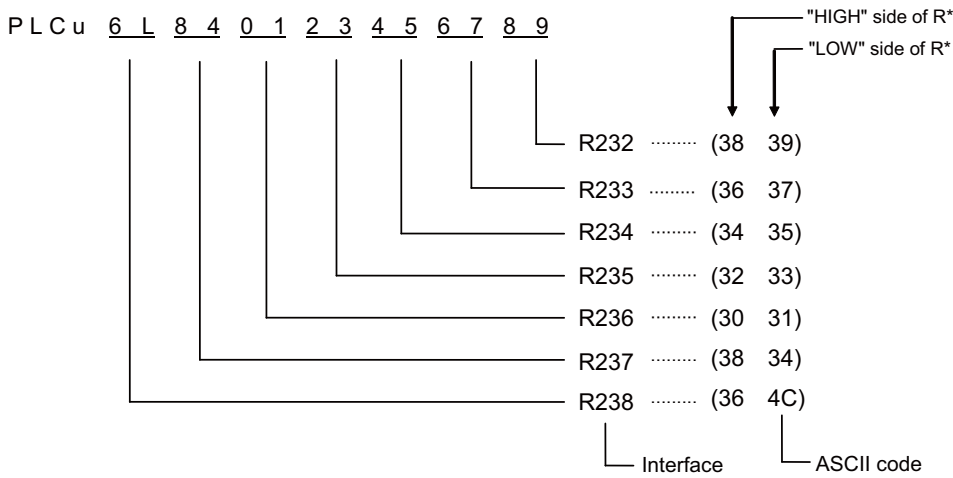 "HIGH" side of R*
P L C u 6 L 8 4 0 1 2 3 4 5 6 7 8 9
"LOW" side of R*
R232 ········· (38 39)
R233 ········· (36 37)
R234 ········· (34 35)
R235 ········· (32 33)
R236 ········· (30 31)
R237 ········· (38 34)
R238 ········· (36 4C)
Interface ASCII code